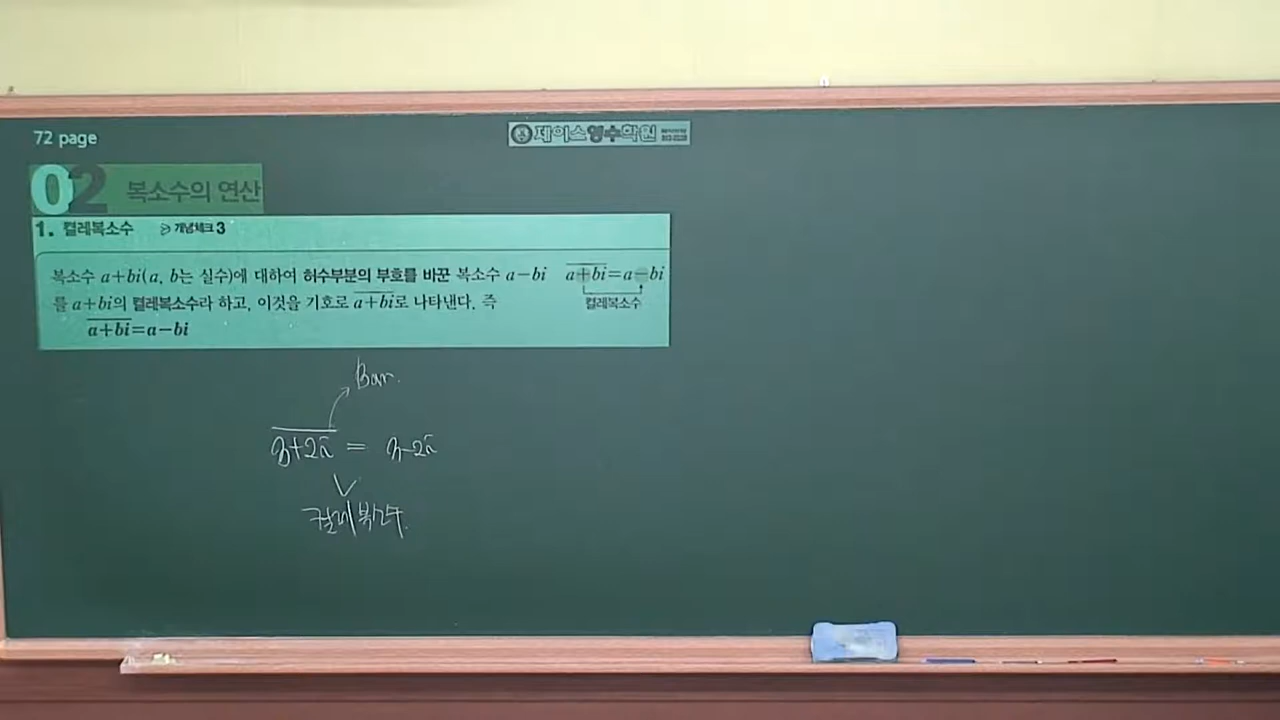 72 page
제이스영수학원
02 복소수의 연산
1. 켤레복소수 개념체크 3
복소수 a+bi(a, b는 실수)에 대하여 허수부분의 부호를 바꾼 복소수 a−bi
를 a+bi의 켤레복소수라 하고, 이것을 기호로 a+bi로 나타낸다. 즉
a+bi=a−bi
a+bi=a−bi
켤레복소수
Bar.
3+2i = 3-2i
켤레복소수.